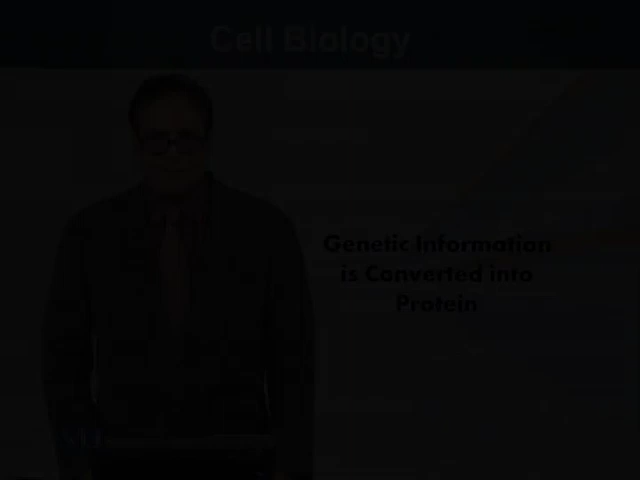 Cell Biology
Genetic Information
is Converted into
Protein